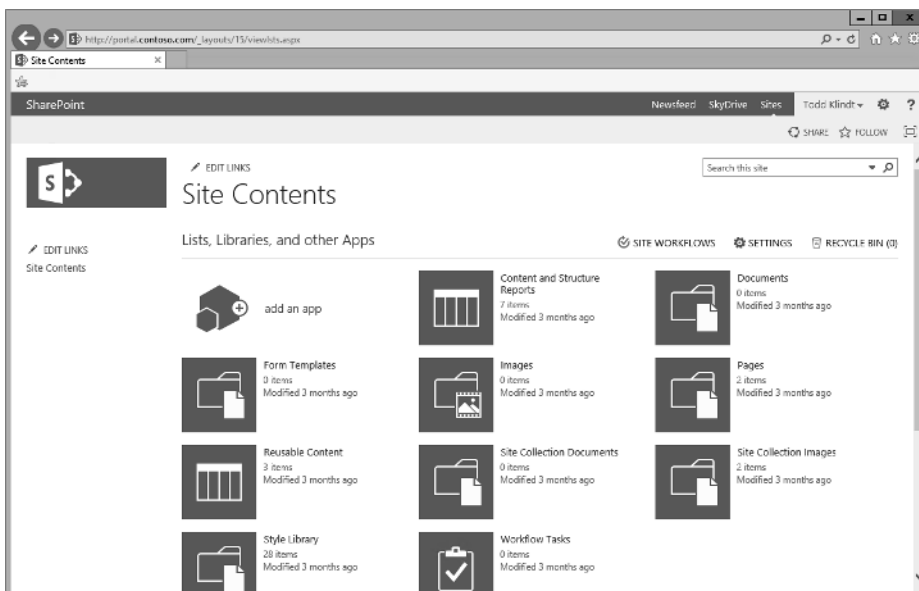 http://portal.contoso.com/_layouts/15/viewlsts.aspx
Site Contents
SharePoint
Newsfeed SkyDrive Sites Todd Klindt ?
SHARE FOLLOW
S
EDIT LINKS
Search this site
Site Contents
EDIT LINKS
Site Contents
Lists, Libraries, and other Apps
SITE WORKFLOWS SETTINGS RECYCLE BIN (0)
add an app
Content and Structure
Reports
7 items
Modified 3 months ago
Documents
0 items
Modified 3 months ago
Form Templates
0 items
Modified 3 months ago
Images
0 items
Modified 3 months ago
Pages
2 items
Modified 3 months ago
Reusable Content
3 items
Modified 3 months ago
Site Collection Documents
0 items
Modified 3 months ago
Site Collection Images
2 items
Modified 3 months ago
Style Library
28 items
Modified 3 months ago
Workflow Tasks
0 items
Modified 3 months ago